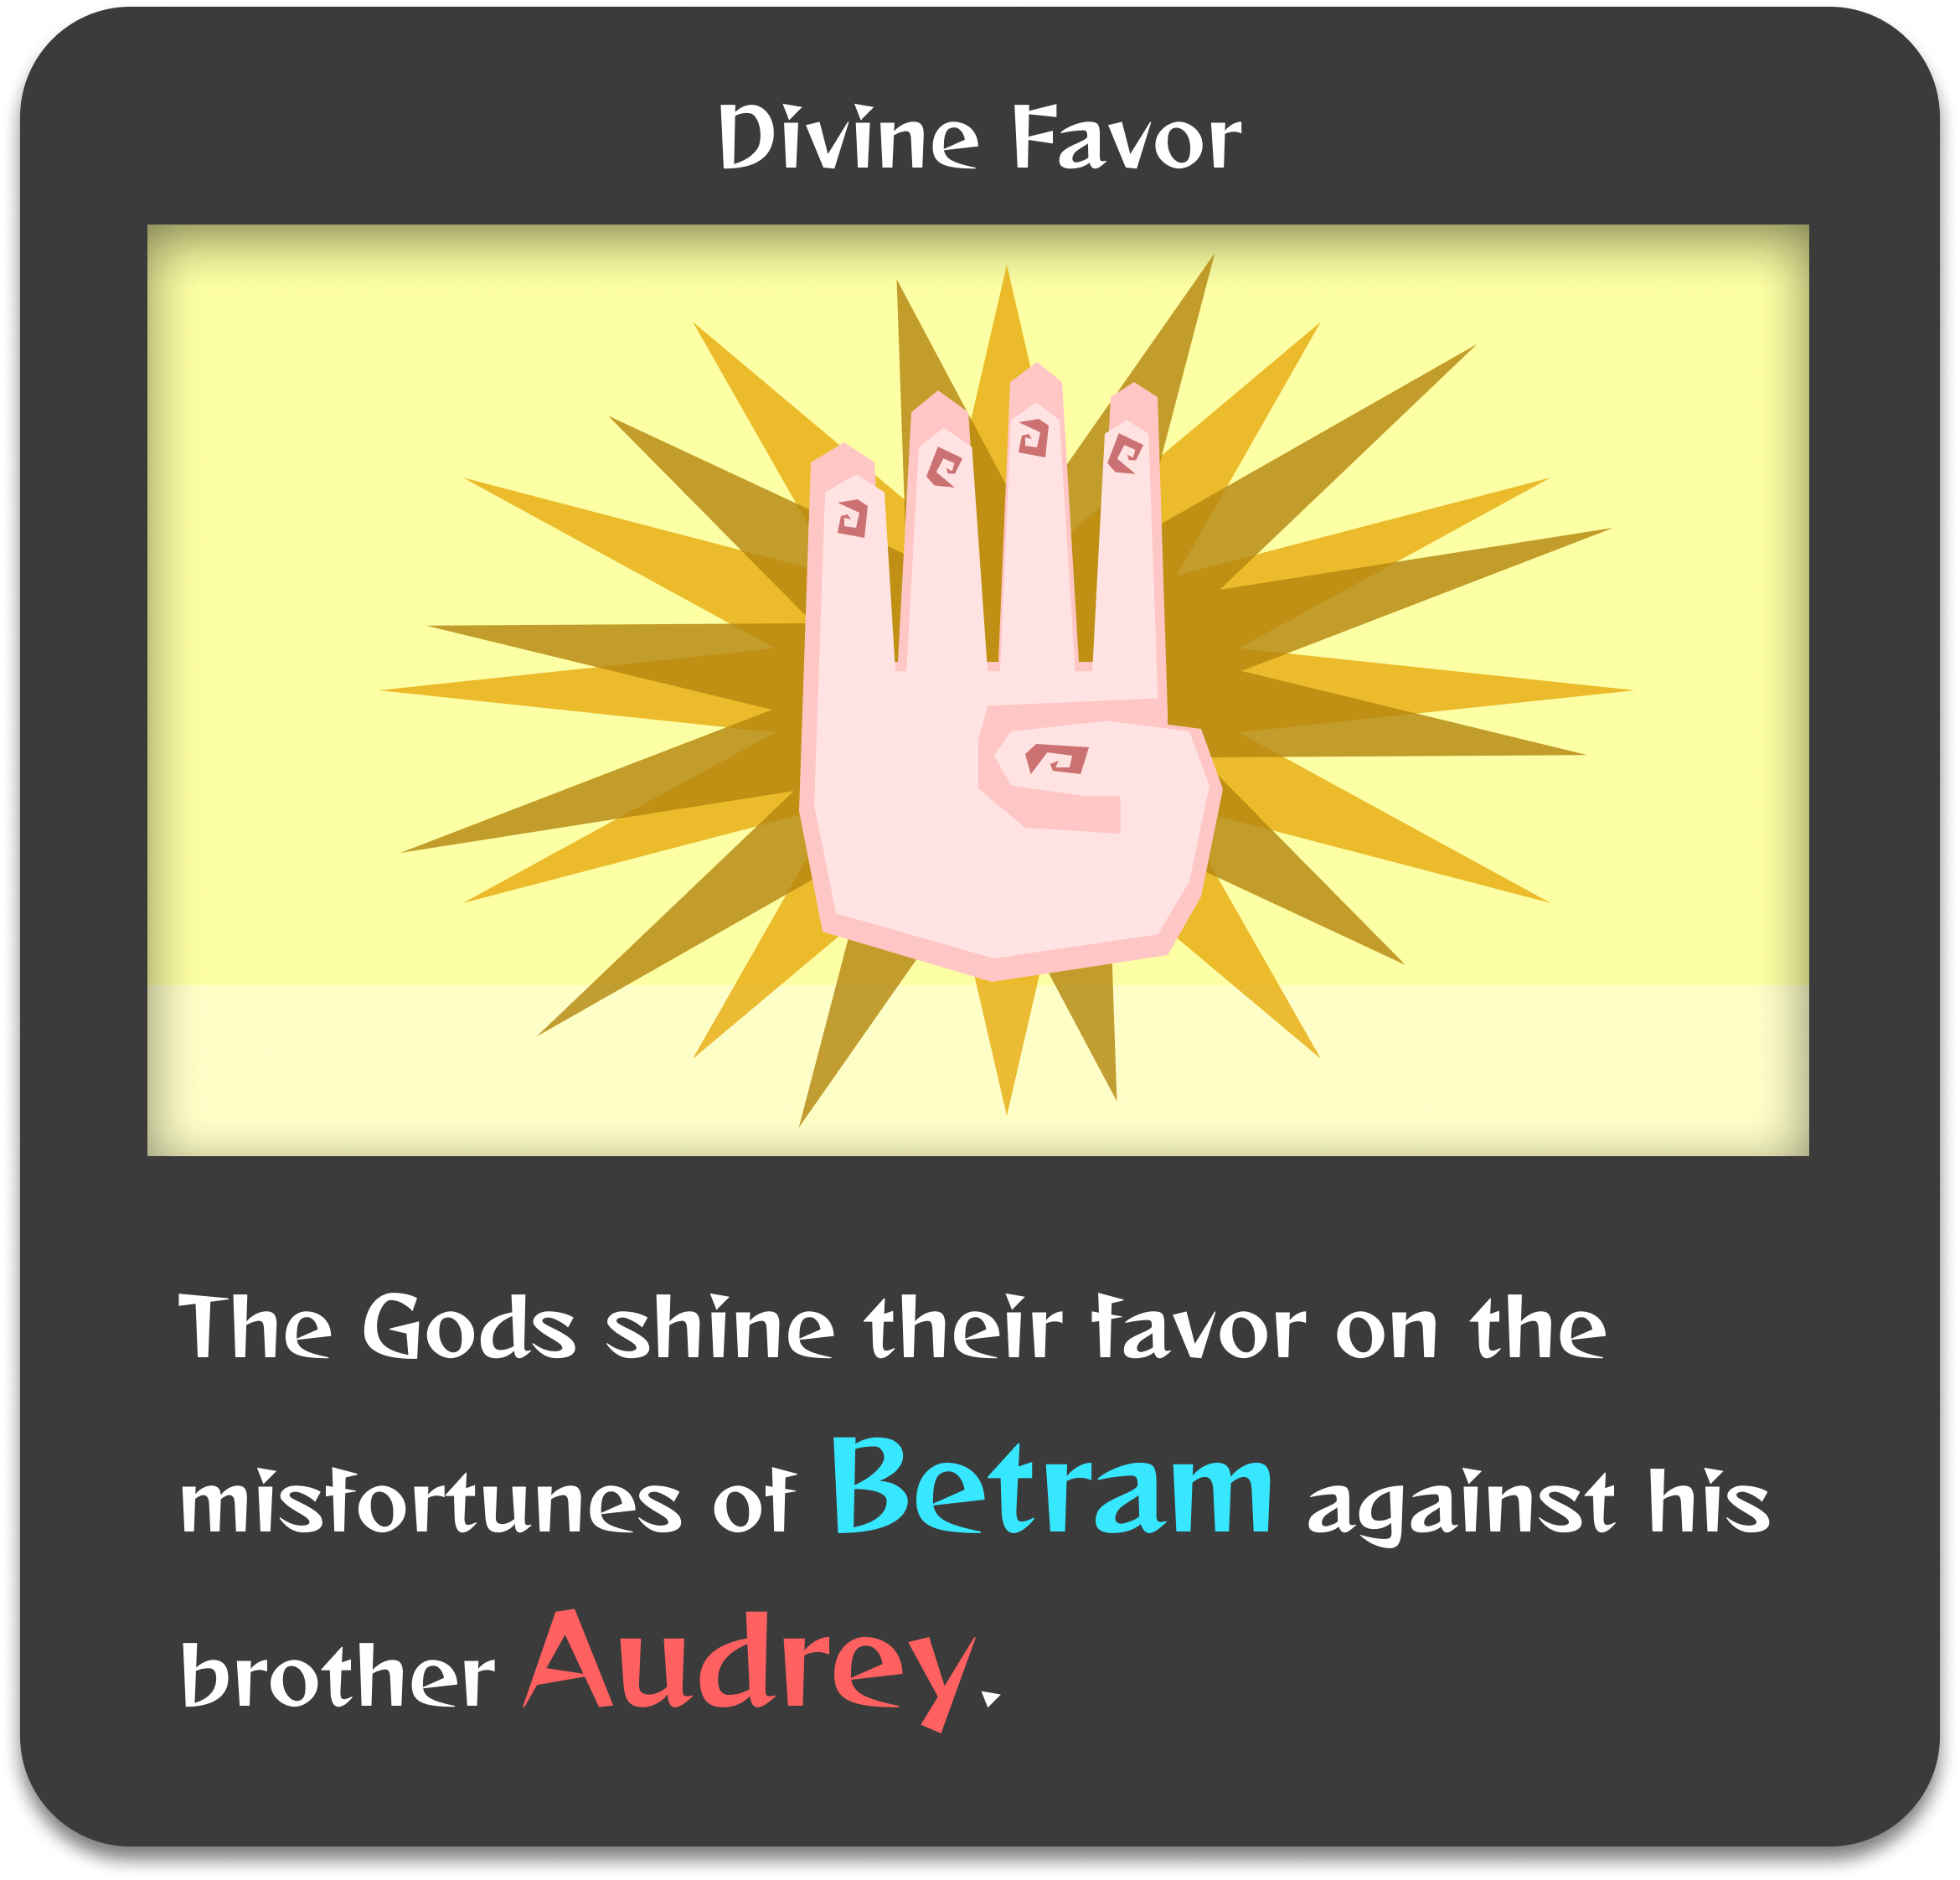 Divine Favor
The Gods shine their Favor on the
misfortunes of Betram against his
brother Audrey.